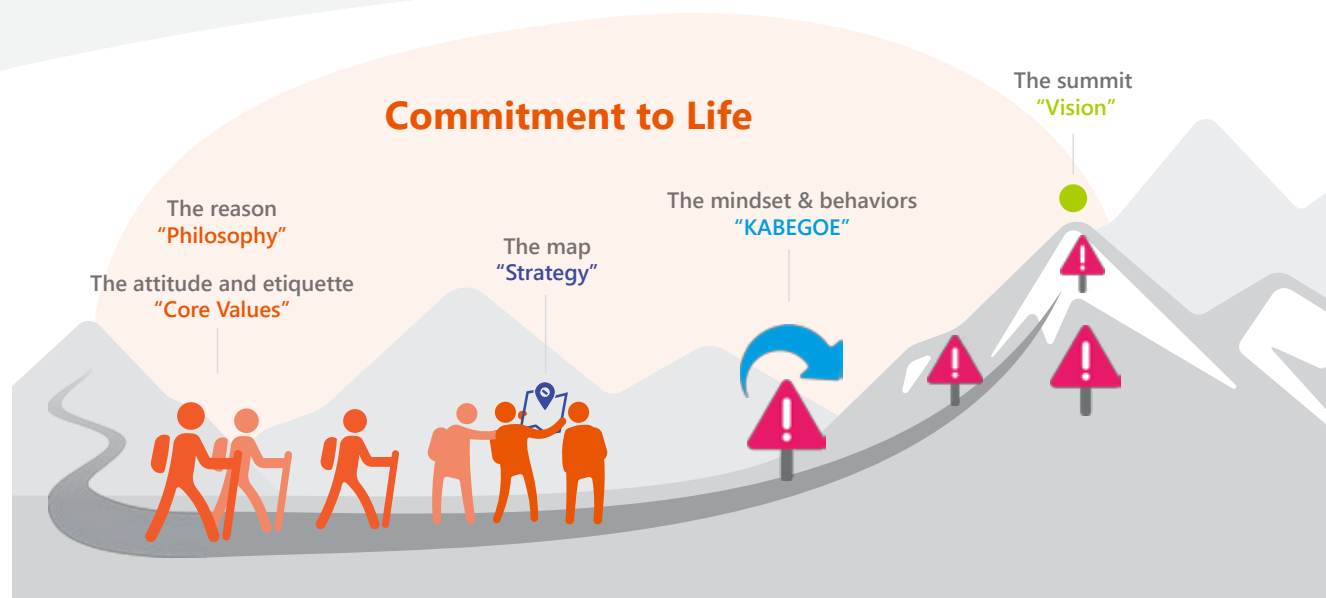 Commitment to Life
The summit
“Vision”
The reason
“Philosophy”
The attitude and etiquette
“Core Values”
The map
“Strategy”
The mindset & behaviors
“KABEGOE”
!
!
!
!